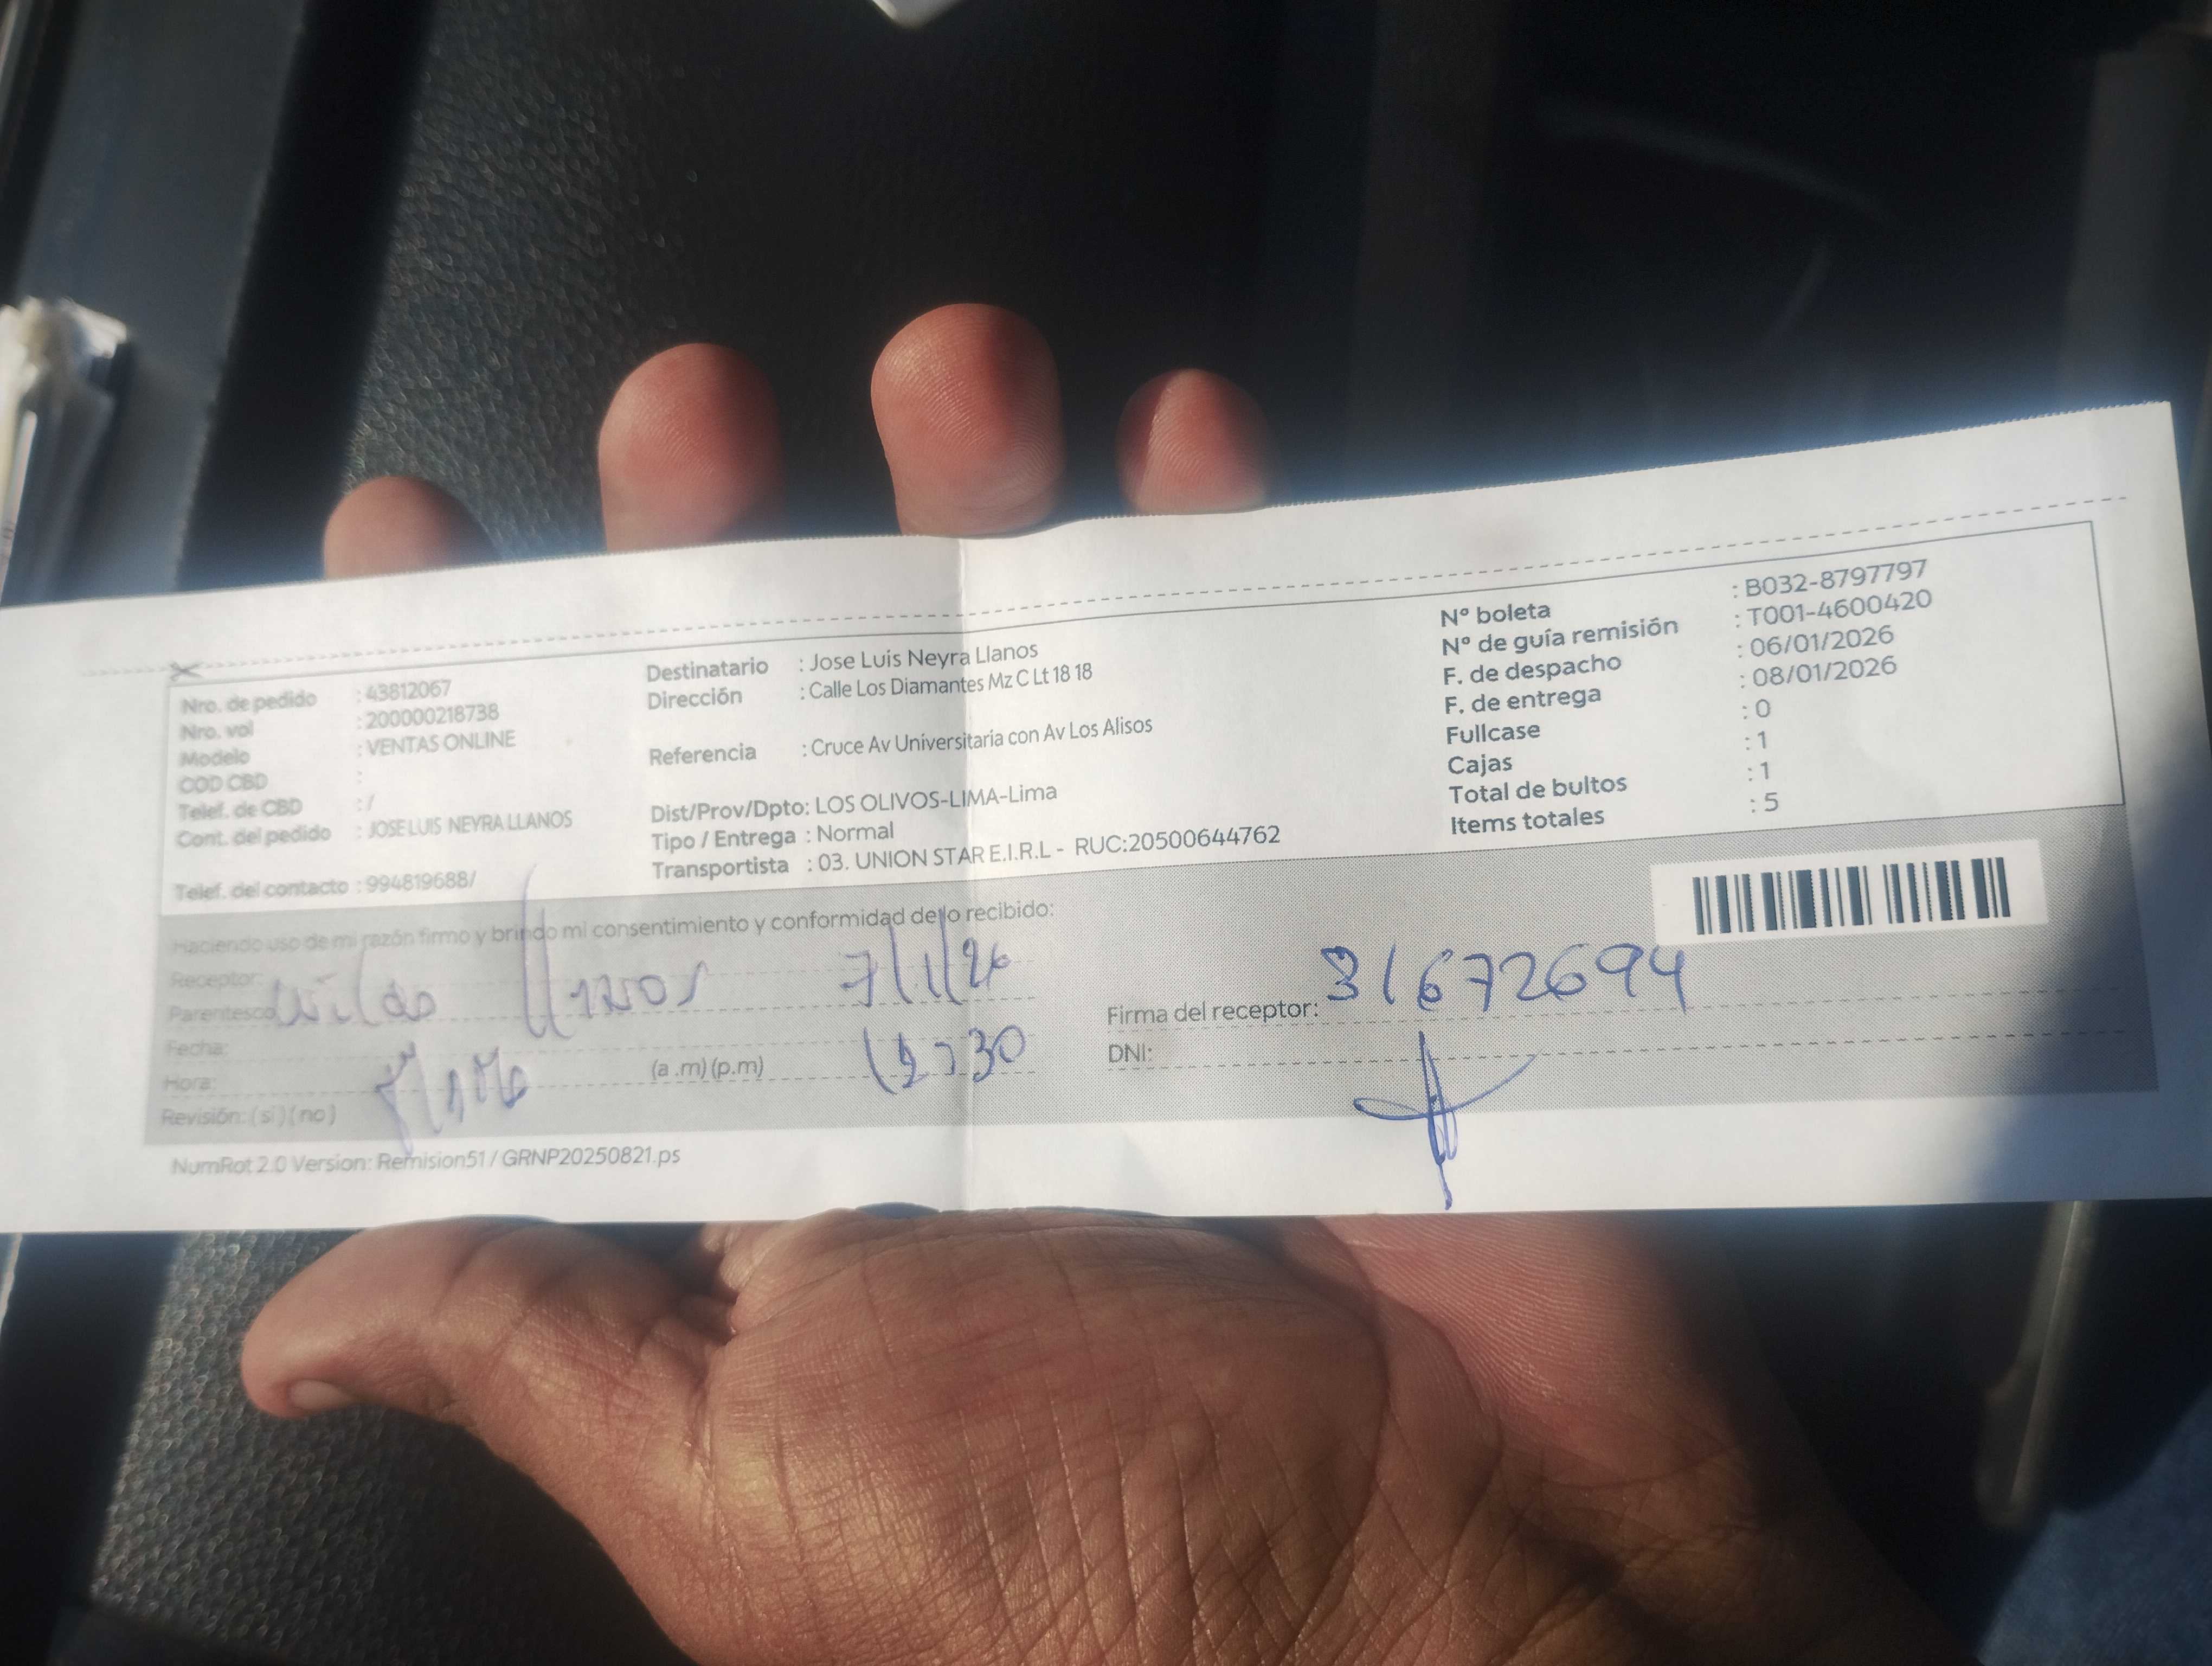 Nro. de pedido : 43812067
Nro. vol : 200000218738
Modelo : VENTAS ONLINE
COD CBD :
Telef. de CBD : /
Cont. del pedido : JOSE LUIS NEYRA LLANOS
Telef. del contacto : 994819688/
Destinatario : Jose Luis Neyra Llanos
Dirección : Calle Los Diamantes Mz C Lt 18 18
Referencia : Cruce Av Universitaria con Av Los Alisos
Dist/Prov/Dpto: LOS OLIVOS-LIMA-Lima
Tipo / Entrega : Normal
Transportista : 03. UNION STAR E.I.R.L - RUC:20500644762
Nº boleta : B032-8797797
Nº de guía remisión : T001-4600420
F. de despacho : 06/01/2026
F. de entrega : 08/01/2026
Fullcase : 0
Cajas : 1
Total de bultos : 1
Items totales : 5
Haciendo uso de mi razón firmo y brindo mi consentimiento y conformidad de lo recibido:
Receptor:
Parentesco: 7/1/26
Fecha:
Hora: (a.m) (p.m) 12:30
Revisión: ( si ) ( no )
Firma del receptor: 31672694
DNI:
NumRot 2.0 Version: Remision51 / GRNP20250821.ps